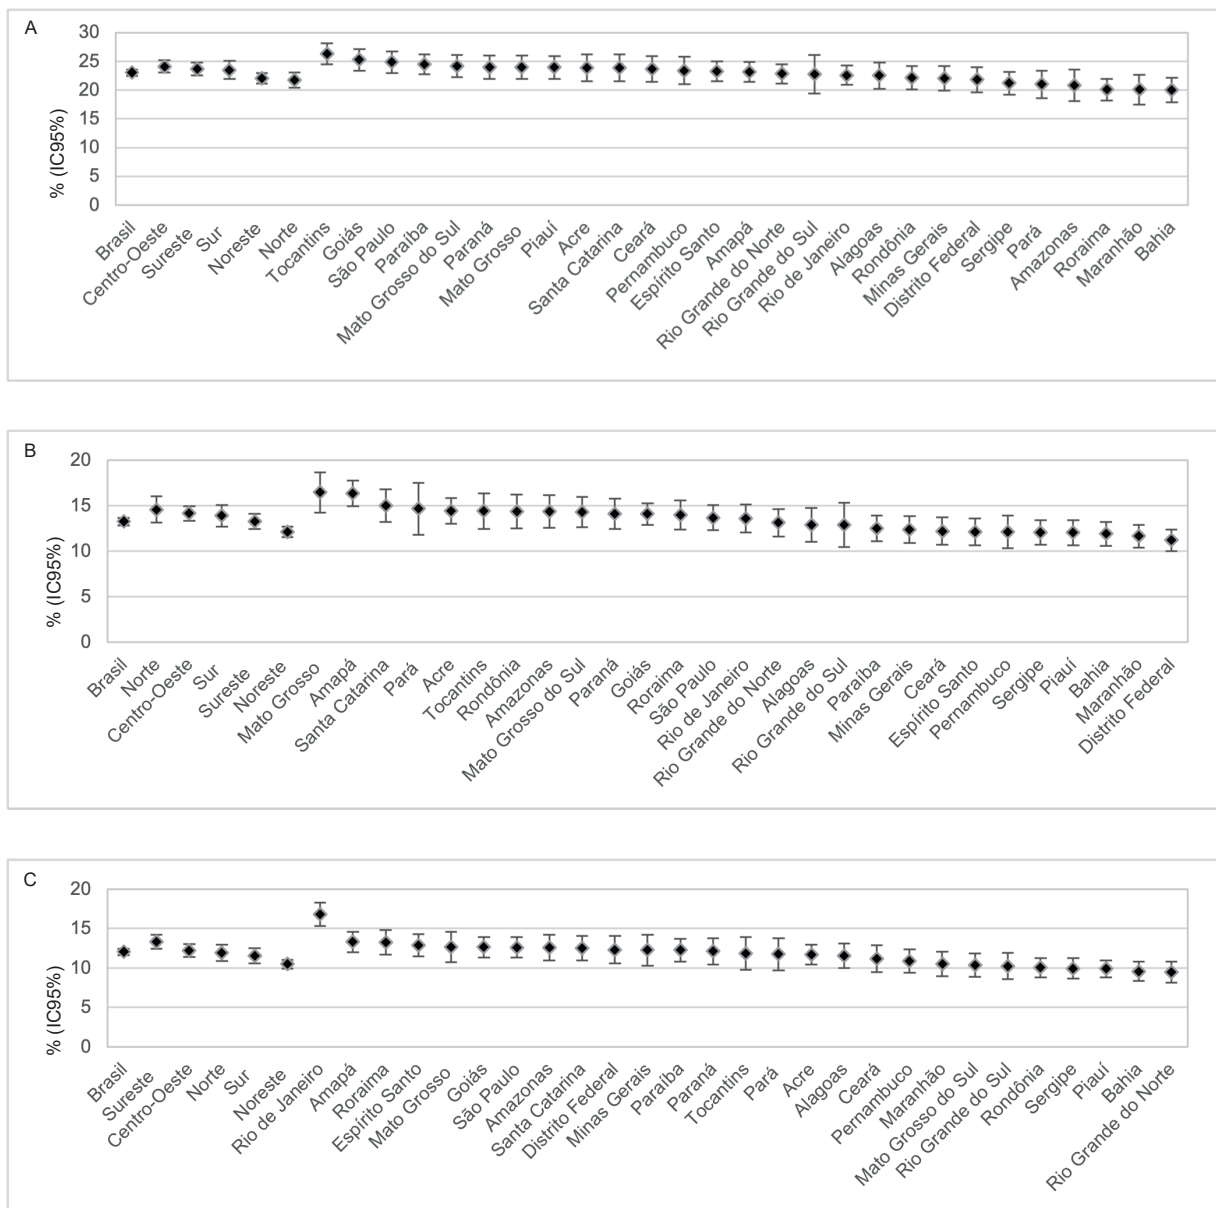 A
% (IC95%)
30
25
20
15
10
5
0
Brasil
Centro-Oeste
Sureste
Sur
Noreste
Norte
Tocantins
Goiás
São Paulo
Paraíba
Mato Grosso do Sul
Paraná
Mato Grosso
Piauí
Acre
Santa Catarina
Ceará
Pernambuco
Espírito Santo
Amapá
Rio Grande do Norte
Rio Grande do Sul
Rio de Janeiro
Alagoas
Rondônia
Minas Gerais
Distrito Federal
Sergipe
Pará
Amazonas
Roraima
Maranhão
Bahia
B
% (IC95%)
20
15
10
5
0
Brasil
Norte
Centro-Oeste
Sur
Sureste
Noreste
Mato Grosso
Amapá
Santa Catarina
Pará
Acre
Tocantins
Rondônia
Amazonas
Mato Grosso do Sul
Paraná
Goiás
Roraima
São Paulo
Rio de Janeiro
Rio Grande do Norte
Alagoas
Rio Grande do Sul
Paraíba
Minas Gerais
Ceará
Espírito Santo
Pernambuco
Sergipe
Piauí
Bahia
Maranhão
Distrito Federal
C
% (IC95%)
20
15
10
5
0
Brasil
Sureste
Centro-Oeste
Norte
Sur
Noreste
Rio de Janeiro
Amapá
Roraima
Espírito Santo
Mato Grosso
Goiás
São Paulo
Amazonas
Santa Catarina
Distrito Federal
Minas Gerais
Paraíba
Paraná
Tocantins
Pará
Acre
Alagoas
Ceará
Pernambuco
Maranhão
Mato Grosso do Sul
Rio Grande do Sul
Rondônia
Sergipe
Piauí
Bahia
Rio Grande do Norte